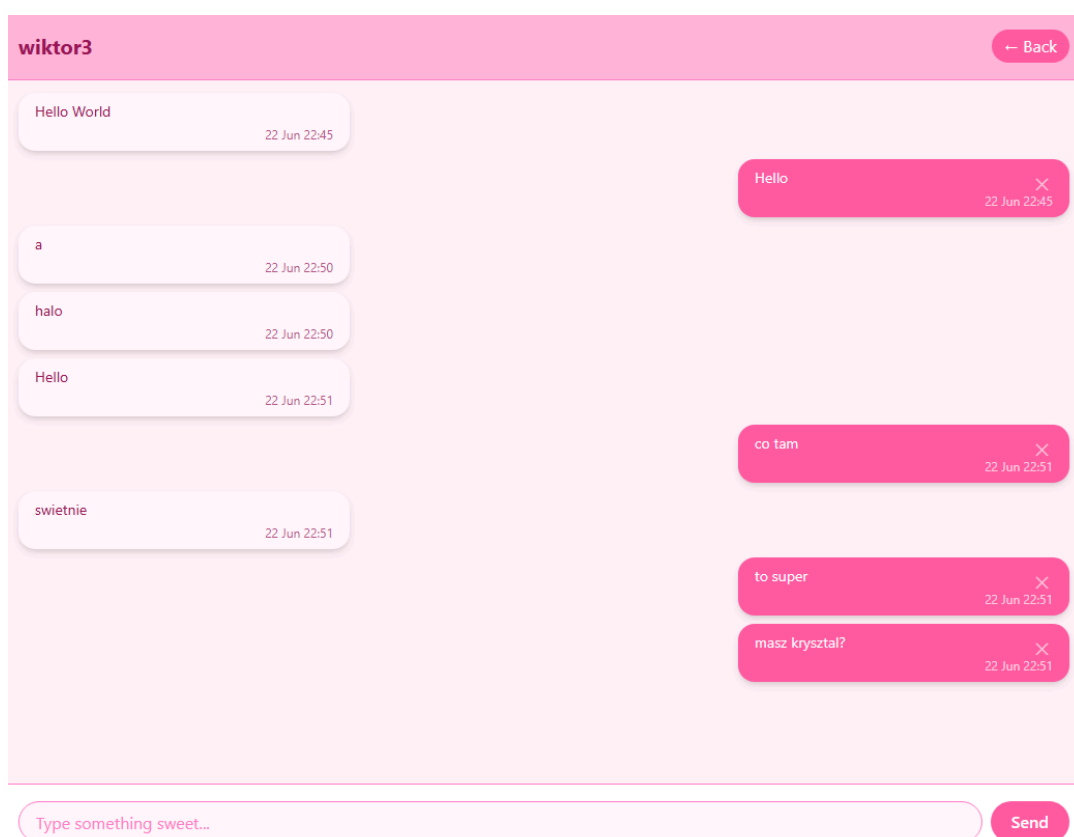 wiktor3
← Back
Hello World
22 Jun 22:45
Hello
×
22 Jun 22:45
a
22 Jun 22:50
halo
22 Jun 22:50
Hello
22 Jun 22:51
co tam
×
22 Jun 22:51
swietnie
22 Jun 22:51
to super
×
22 Jun 22:51
masz krysztal?
×
22 Jun 22:51
Type something sweet...
Send